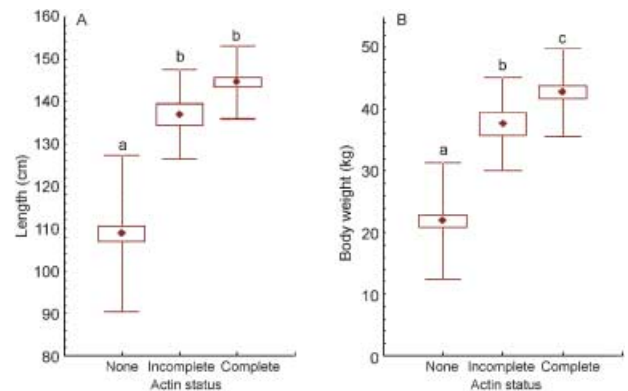 A
160
150
140
130
120
110
100
90
80
Length (cm)
a
b
b
None Incomplete Complete
Actin status
B
50
40
30
20
10
0
Body weight (kg)
a
b
c
None Incomplete Complete
Actin status